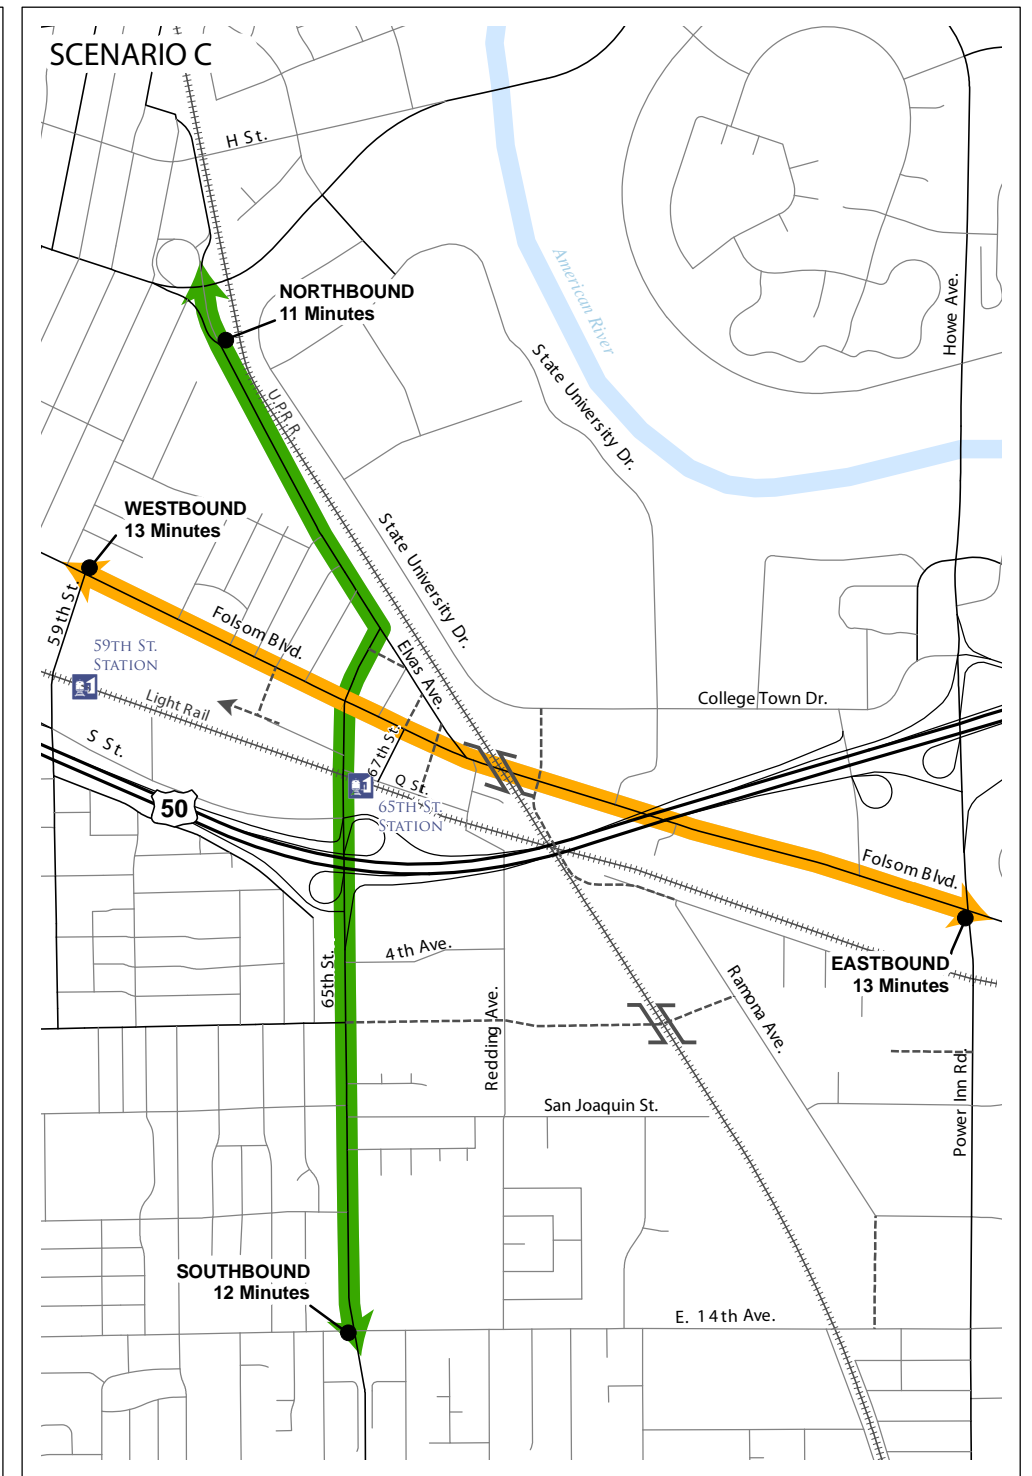 SCENARIO C
H St.
American River
Howe Ave.
NORTHBOUND
11 Minutes
State University Dr.
U.P.R.R.
WESTBOUND
13 Minutes
State University Dr.
59th St.
Folsom Blvd.
Elvas Ave.
59TH ST.
STATION
Light Rail
College Town Dr.
S St.
67th St.
Q St.
50
65TH ST.
STATION
Folsom Blvd.
4th Ave.
65th St.
EASTBOUND
13 Minutes
Ramona Ave.
Redding Ave.
San Joaquin St.
Power Inn Rd.
SOUTHBOUND
12 Minutes
E. 14th Ave.